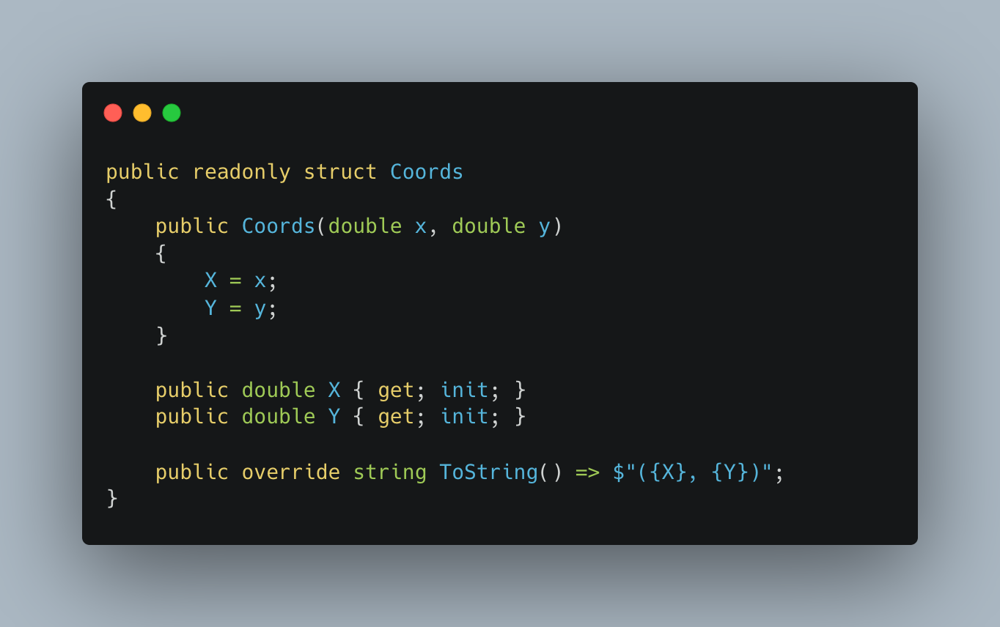 public readonly struct Coords
{
    public Coords(double x, double y)
    {
        X = x;
        Y = y;
    }

    public double X { get; init; }
    public double Y { get; init; }

    public override string ToString() => $"({X}, {Y})";
}